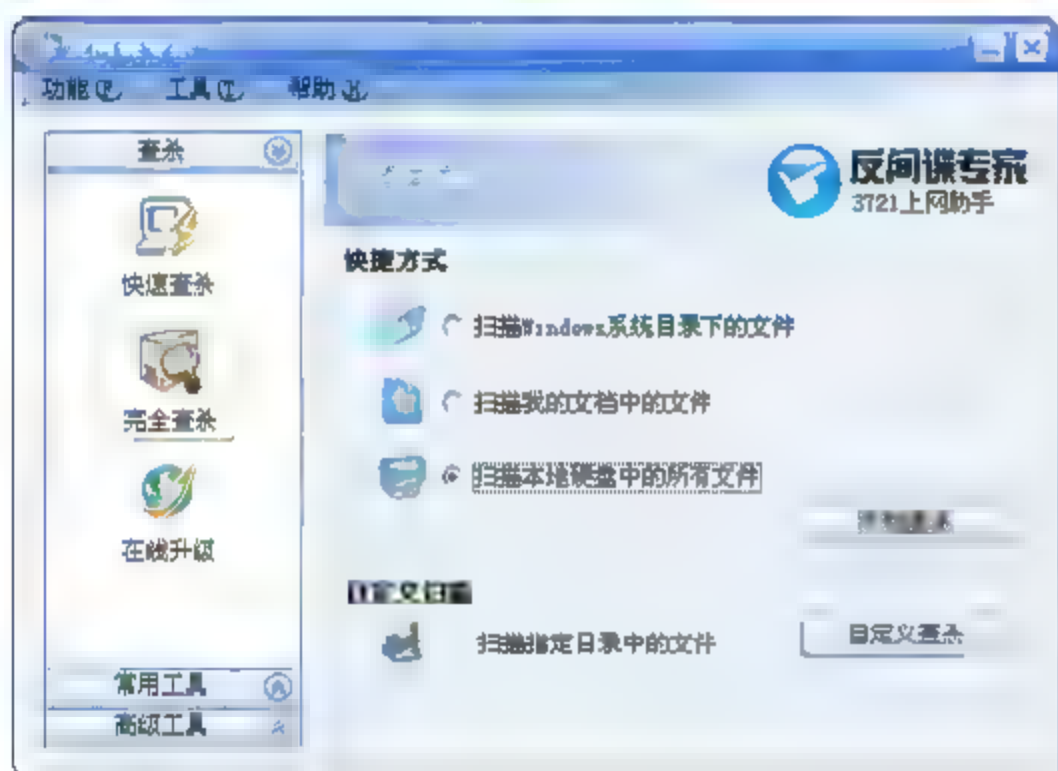 功能(F) 工具(T) 帮助(H)
查杀
快速查杀
完全查杀
在线升级
常用工具
高级工具
反间谍专家
3721上网助手
快捷方式
扫描Windows系统目录下的文件
扫描我的文档中的文件
扫描本地硬盘中的所有文件
自定义扫描
扫描指定目录中的文件
自定义查杀